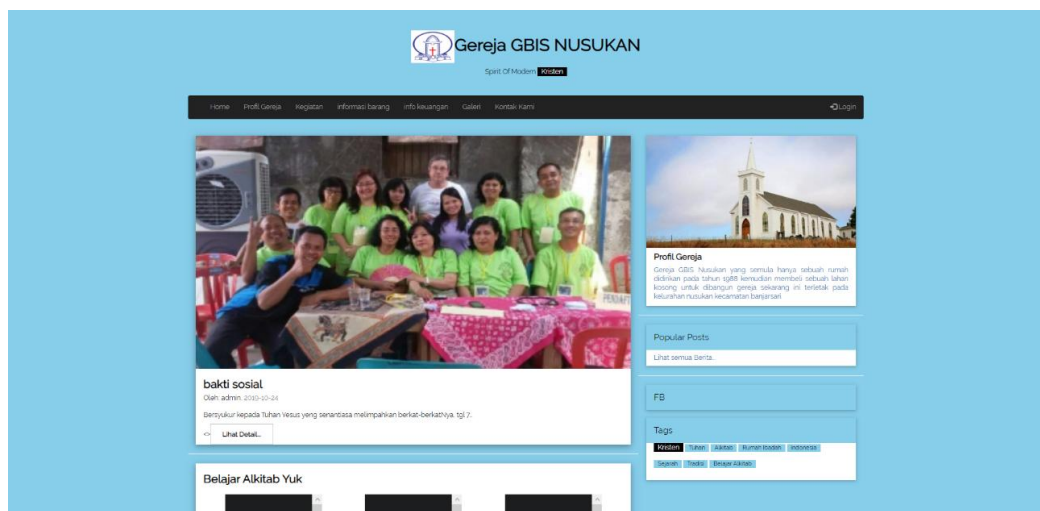 Gereja GBIS NUSUKAN
Spirit Of Modern Kristen
Home Profil Gereja Kegiatan informasi barang info keuangan Galeri Kontak Kami Login
bakti sosial
Oleh: admin, 2019-10-24
Bersyukur kepada Tuhan Yesus yeng senantiasa melimpahkan berkat-berkatNya, tgl 7.
<> Lihat Detail...
Belajar Alkitab Yuk
Profil Gereja
Gereja GBIS Nusukan yang semula hanya sebuah rumah
didirikan pada tahun 1988 kemudian membeli sebuah lahan
kosong untuk dibangun gereja sekarang ini terletak pada
kelurahan nusukan kecamatan banjarsari
Popular Posts
Lihat semua Berita...
FB
Tags
Kristen Tuhan Alkitab Rumah Ibadah Indonesia
Sejarah Tradisi Belajar Alkitab